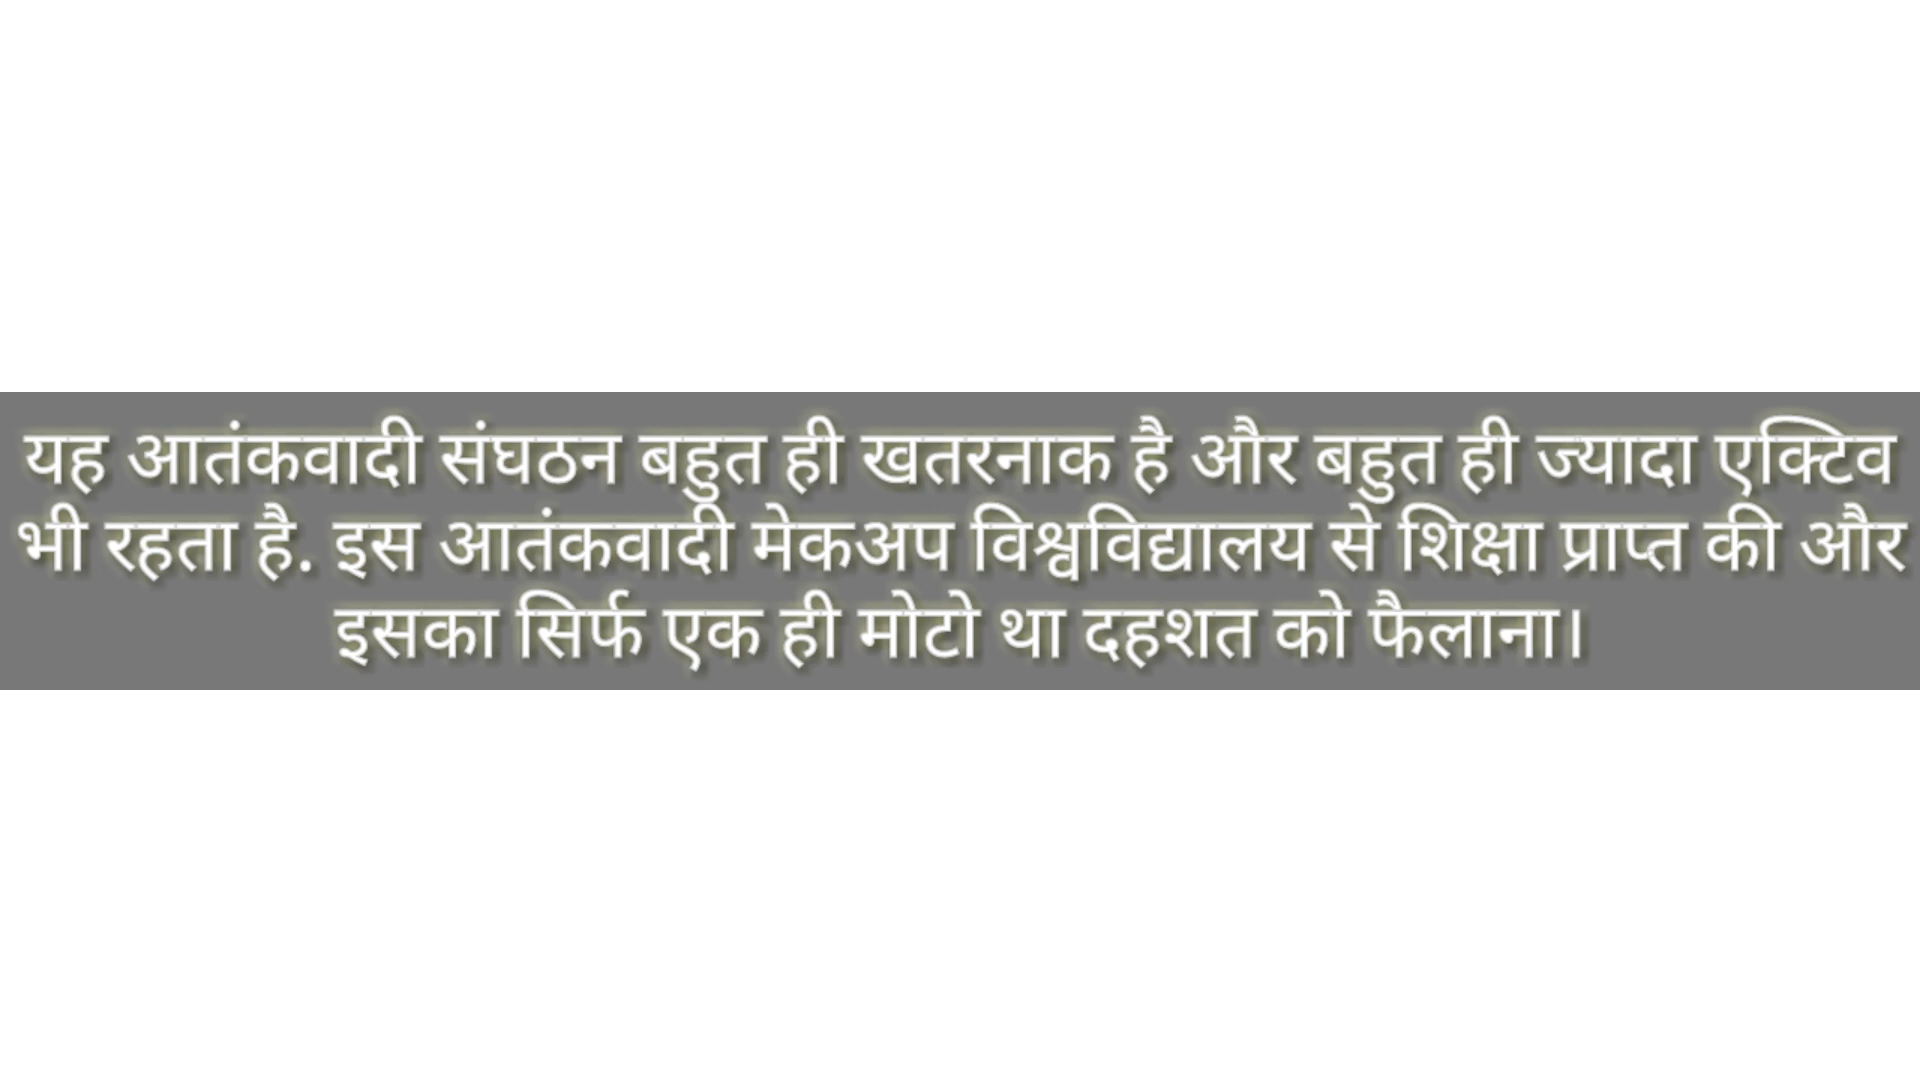 यह आतंकवादी संघठन बहुत ही खतरनाक है और बहुत ही ज्यादा एक्टिव
भी रहता है. इस आतंकवादी मेकअप विश्वविद्यालय से शिक्षा प्राप्त की और
इसका सिर्फ एक ही मोटो था दहशत को फैलाना।